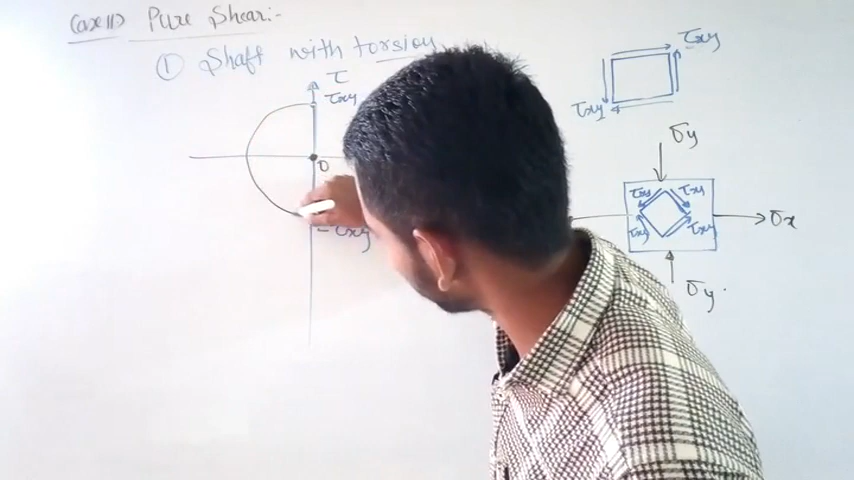 Case II) Pure Shear:-
① Shaft with torsion
τ
τxy
0
-τxy
τxy
τxy
σy
τxy τxy
τxy τxy
σx
σy.